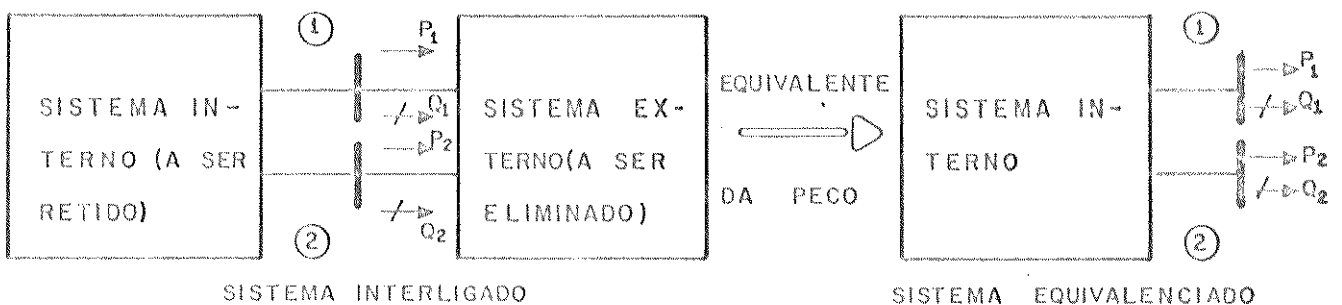 ①
P₁
SISTEMA IN-
TERNO (A SER
RETIDO)
Q₁
P₂
Q₂
②
SISTEMA EX-
TERNO(A SER
ELIMINADO)
SISTEMA INTERLIGADO
EQUIVALENTE
DA PECO
①
P₁
Q₁
SISTEMA IN-
TERNO
P₂
Q₂
②
SISTEMA EQUIVALENCIADO